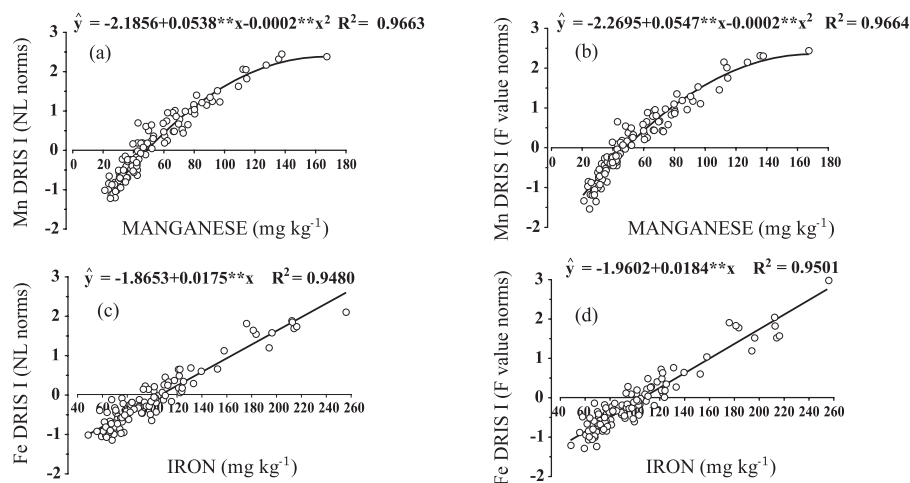 ŷ = -2.1856+0.0538**x-0.0002**x² R²= 0.9663
(a)
Mn DRIS I (NL norms)
3
2
1
0
-1
-2
0 20 40 60 80 100 120 140 160 180
MANGANESE (mg kg⁻¹)
ŷ = -2.2695+0.0547**x-0.0002**x² R²= 0.9664
(b)
Mn DRIS I (F value norms)
3
2
1
0
-1
-2
20 40 60 80 100 120 140 160 180
MANGANESE (mg kg⁻¹)
ŷ = -1.8653+0.0175**x R²= 0.9480
(c)
Fe DRIS I (NL norms)
3
2
1
0
-1
-2
40 60 80 100 120 140 160 180 200 220 240 260
IRON (mg kg⁻¹)
ŷ = -1.9602+0.0184**x R²= 0.9501
(d)
Fe DRIS I (F value norms)
3
2
1
0
-1
-2
40 60 80 100 120 140 160 180 200 220 240 260
IRON (mg kg⁻¹)